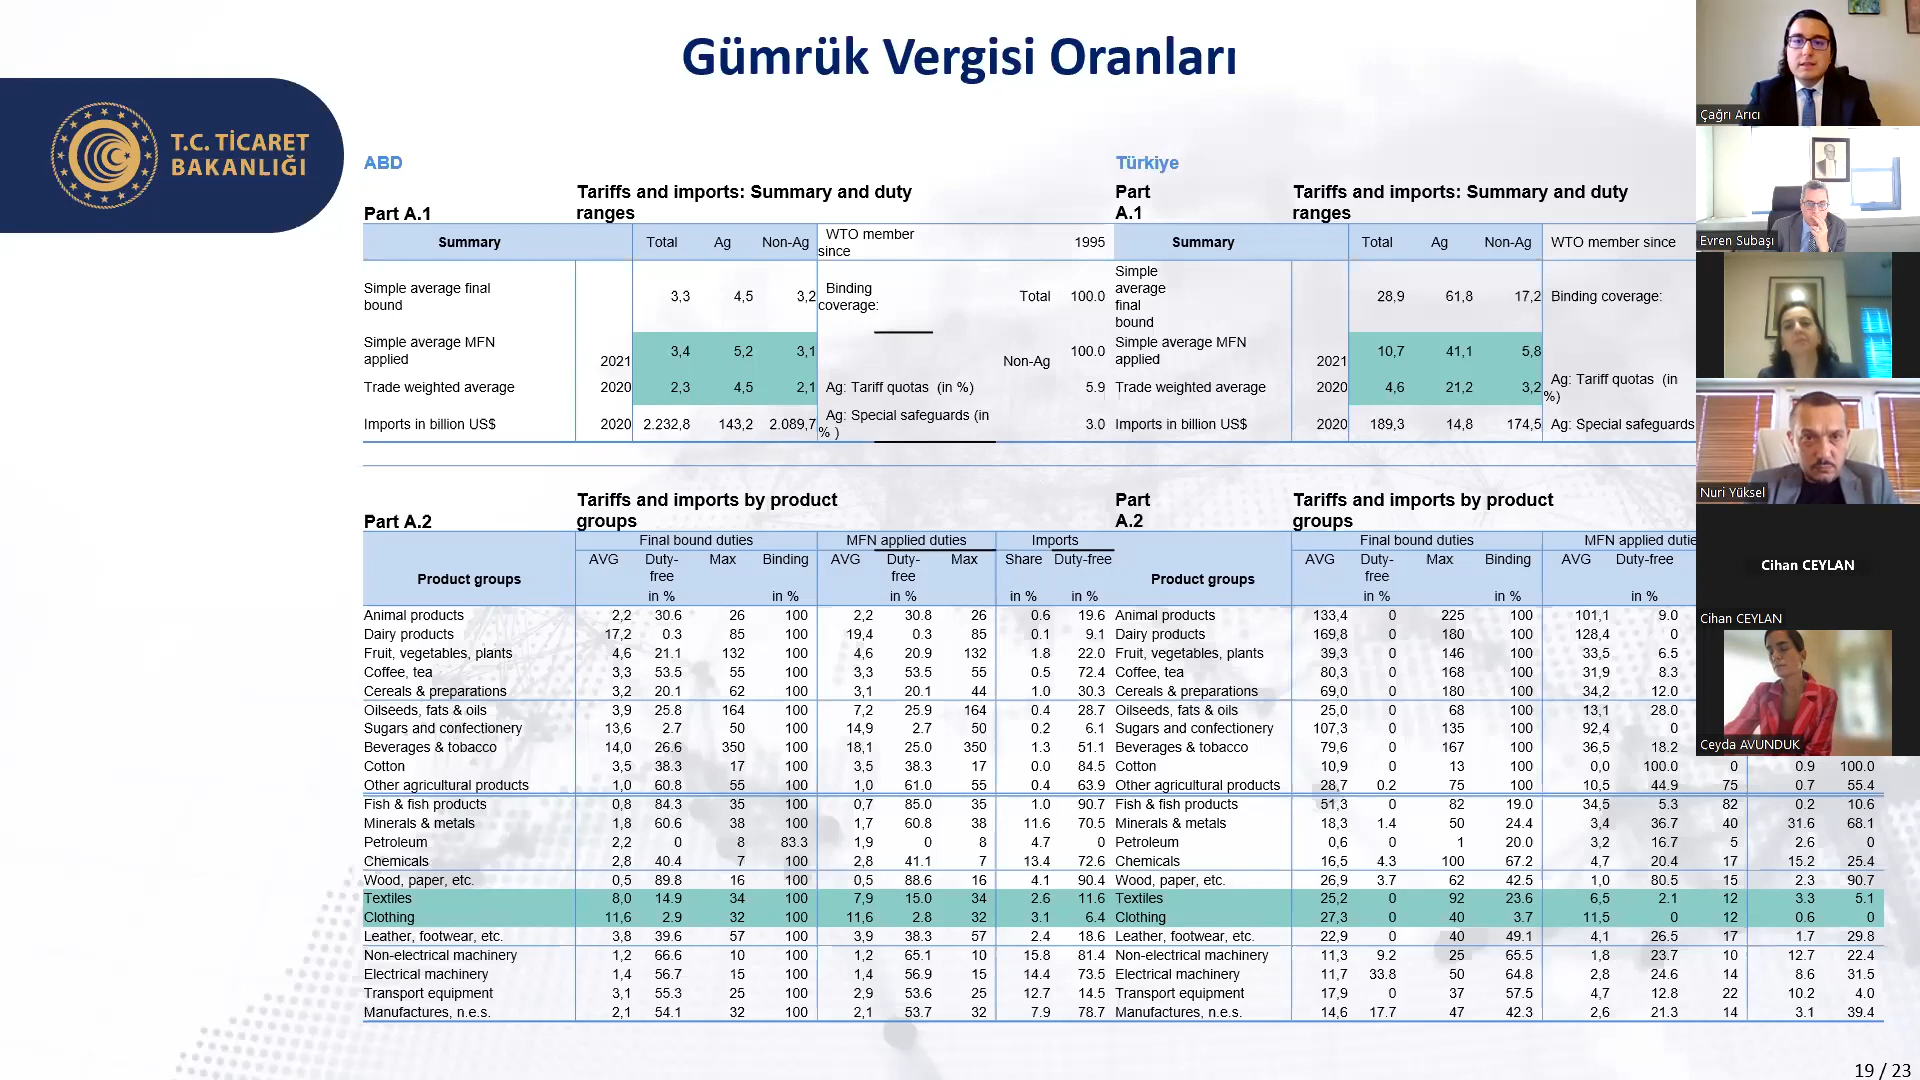 Gümrük Vergisi Oranları
T.C. TİCARET
BAKANLIĞI
ABD
Part A.1 Tariffs and imports: Summary and duty
ranges
Summary Total Ag Non-Ag WTO member
since 1995
Simple average final
bound 3,3 4,5 3,2 Binding
coverage: Total 100.0
Simple average MFN
applied 2021 3,4 5,2 3,1 Non-Ag 100.0
Trade weighted average 2020 2,3 4,5 2,1 Ag: Tariff quotas (in %) 5.9
Imports in billion US$ 2020 2.232,8 143,2 2.089,7 Ag: Special safeguards (in
% ) 3.0
Part A.2 Tariffs and imports by product
groups
Product groups Final bound duties MFN applied duties Imports
AVG Duty-
free Max Binding AVG Duty-
free Max Share Duty-free
in % in % in % in % in %
Animal products 2,2 30.6 26 100 2,2 30.8 26 0.6 19.6
Dairy products 17,2 0.3 85 100 19,4 0.3 85 0.1 9.1
Fruit, vegetables, plants 4,6 21.1 132 100 4,6 20.9 132 1.8 22.0
Coffee, tea 3,3 53.5 55 100 3,3 53.5 55 0.5 72.4
Cereals & preparations 3,2 20.1 62 100 3,1 20.1 44 1.0 30.3
Oilseeds, fats & oils 3,9 25.8 164 100 7,2 25.9 164 0.4 28.7
Sugars and confectionery 13,6 2.7 50 100 14,9 2.7 50 0.2 6.1
Beverages & tobacco 14,0 26.6 350 100 18,1 25.0 350 1.3 51.1
Cotton 3,5 38.3 17 100 3,5 38.3 17 0.0 84.5
Other agricultural products 1,0 60.8 55 100 1,0 61.0 55 0.4 63.9
Fish & fish products 0,8 84.3 35 100 0,7 85.0 35 1.0 90.7
Minerals & metals 1,8 60.6 38 100 1,7 60.8 38 11.6 70.5
Petroleum 2,2 0 8 83.3 1,9 0 8 4.7 0
Chemicals 2,8 40.4 7 100 2,8 41.1 7 13.4 72.6
Wood, paper, etc. 0,5 89.8 16 100 0,5 88.6 16 4.1 90.4
Textiles 8,0 14.9 34 100 7,9 15.0 34 2.6 11.6
Clothing 11,6 2.9 32 100 11,6 2.8 32 3.1 6.4
Leather, footwear, etc. 3,8 39.6 57 100 3,9 38.3 57 2.4 18.6
Non-electrical machinery 1,2 66.6 10 100 1,2 65.1 10 15.8 81.4
Electrical machinery 1,4 56.7 15 100 1,4 56.9 15 14.4 73.5
Transport equipment 3,1 55.3 25 100 2,9 53.6 25 12.7 14.5
Manufactures, n.e.s. 2,1 54.1 32 100 2,1 53.7 32 7.9 78.7
Türkiye
Part
A.1 Tariffs and imports: Summary and duty
ranges
Summary Total Ag Non-Ag WTO member since
Simple
average
final
bound 28,9 61,8 17,2 Binding coverage:
Simple average MFN
applied 2021 10,7 41,1 5,8
Trade weighted average 2020 4,6 21,2 3,2 Ag: Tariff quotas (in
%)
Imports in billion US$ 2020 189,3 14,8 174,5 Ag: Special safeguards
Part
A.2 Tariffs and imports by product
groups
Product groups Final bound duties MFN applied dutie
AVG Duty-
free Max Binding AVG Duty-free
in % in % in %
Animal products 133,4 0 225 100 101,1 9.0
Dairy products 169,8 0 180 100 128,4 0
Fruit, vegetables, plants 39,3 0 146 100 33,5 6.5
Coffee, tea 80,3 0 168 100 31,9 8.3
Cereals & preparations 69,0 0 180 100 34,2 12.0
Oilseeds, fats & oils 25,0 0 68 100 13,1 28.0
Sugars and confectionery 107,3 0 135 100 92,4 0
Beverages & tobacco 79,6 0 167 100 36,5 18.2
Cotton 10,9 0 13 100 0,0 100.0 0 0.9 100.0
Other agricultural products 28,7 0.2 75 100 10,5 44.9 75 0.7 55.4
Fish & fish products 51,3 0 82 19.0 34,5 5.3 82 0.2 10.6
Minerals & metals 18,3 1.4 50 24.4 3,4 36.7 40 31.6 68.1
Petroleum 0,6 0 1 20.0 3,2 16.7 5 2.6 0
Chemicals 16,5 4.3 100 67.2 4,7 20.4 17 15.2 25.4
Wood, paper, etc. 26,9 3.7 62 42.5 1,0 80.5 15 2.3 90.7
Textiles 25,2 0 92 23.6 6,5 2.1 12 3.3 5.1
Clothing 27,3 0 40 3.7 11,5 0 12 0.6 0
Leather, footwear, etc. 22,9 0 40 49.1 4,1 26.5 17 1.7 29.8
Non-electrical machinery 11,3 9.2 25 65.5 1,8 23.7 10 12.7 22.4
Electrical machinery 11,7 33.8 50 64.8 2,8 24.6 14 8.6 31.5
Transport equipment 17,9 0 37 57.5 4,7 12.8 22 10.2 4.0
Manufactures, n.e.s. 14,6 17.7 47 42.3 2,6 21.3 14 3.1 39.4
Çağrı Arıcı
Evren Subaşı
Nuri Yüksel
Cihan CEYLAN
Cihan CEYLAN
Ceyda AVUNDUK
19 / 23